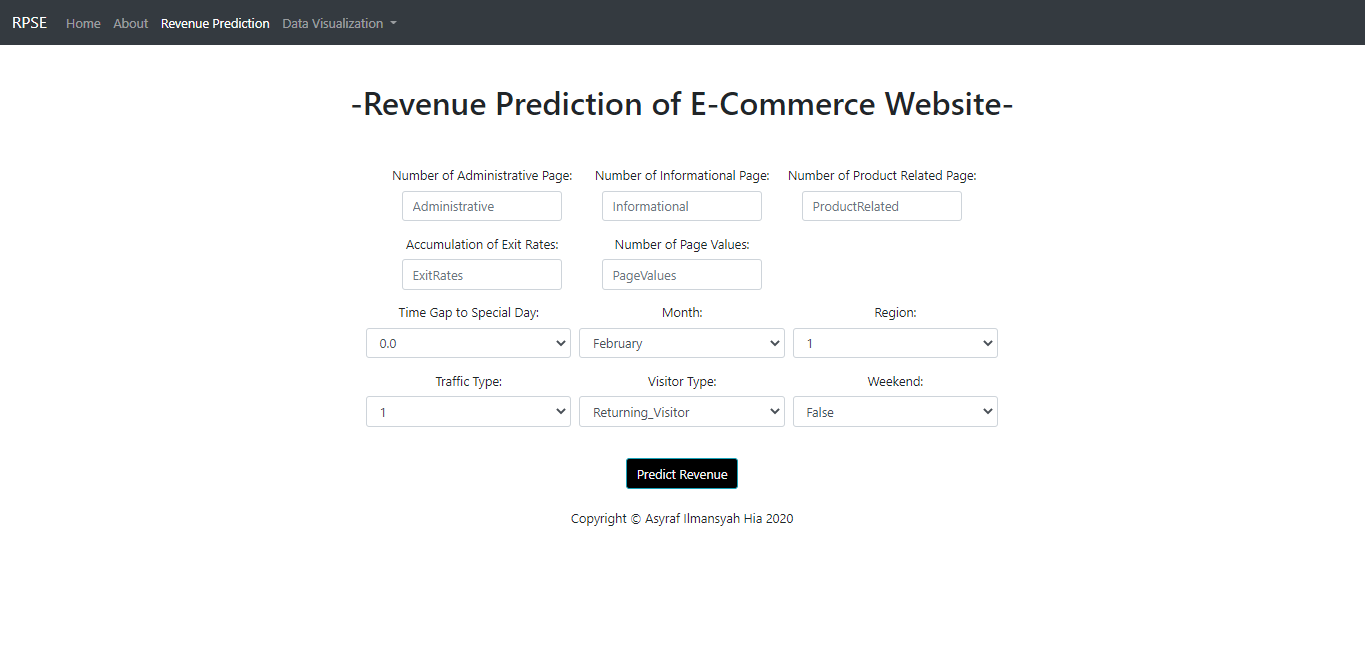 RPSE Home About Revenue Prediction Data Visualization
-Revenue Prediction of E-Commerce Website-
Number of Administrative Page: Number of Informational Page: Number of Product Related Page:
Administrative Informational ProductRelated
Accumulation of Exit Rates: Number of Page Values:
ExitRates PageValues
Time Gap to Special Day: Month: Region:
0.0 February 1
Traffic Type: Visitor Type: Weekend:
1 Returning_Visitor False
Predict Revenue
Copyright © Asyraf Ilmansyah Hia 2020